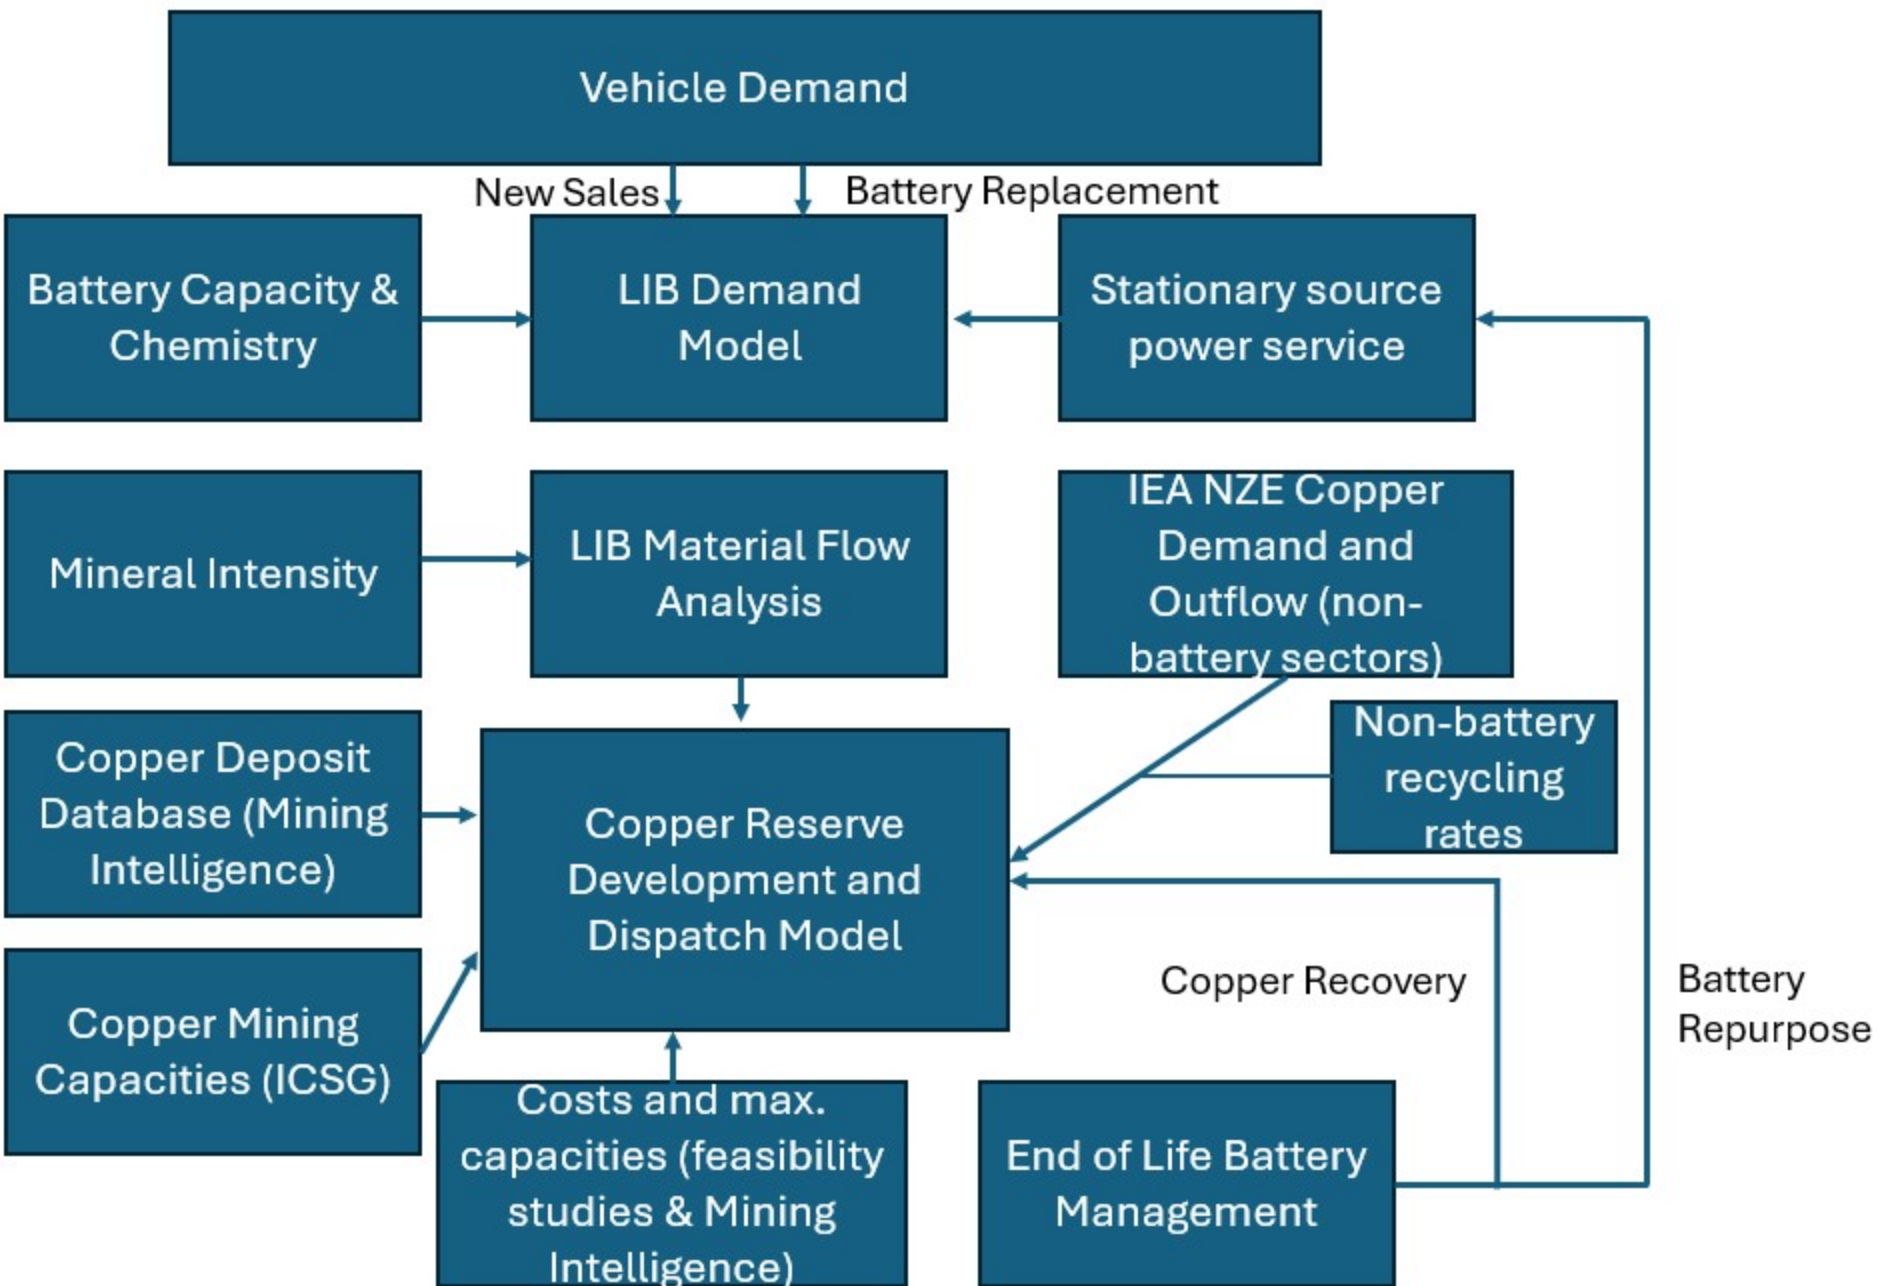 Vehicle Demand
New Sales
Battery Replacement
Battery Capacity &
Chemistry
LIB Demand
Model
Stationary source
power service
Mineral Intensity
LIB Material Flow
Analysis
IEA NZE Copper
Demand and
Outflow (non-
battery sectors)
Non-battery
recycling
rates
Copper Deposit
Database (Mining
Intelligence)
Copper Reserve
Development and
Dispatch Model
Copper Mining
Capacities (ICSG)
Copper Recovery
Battery
Repurpose
Costs and max.
capacities (feasibility
studies & Mining
Intelligence)
End of Life Battery
Management